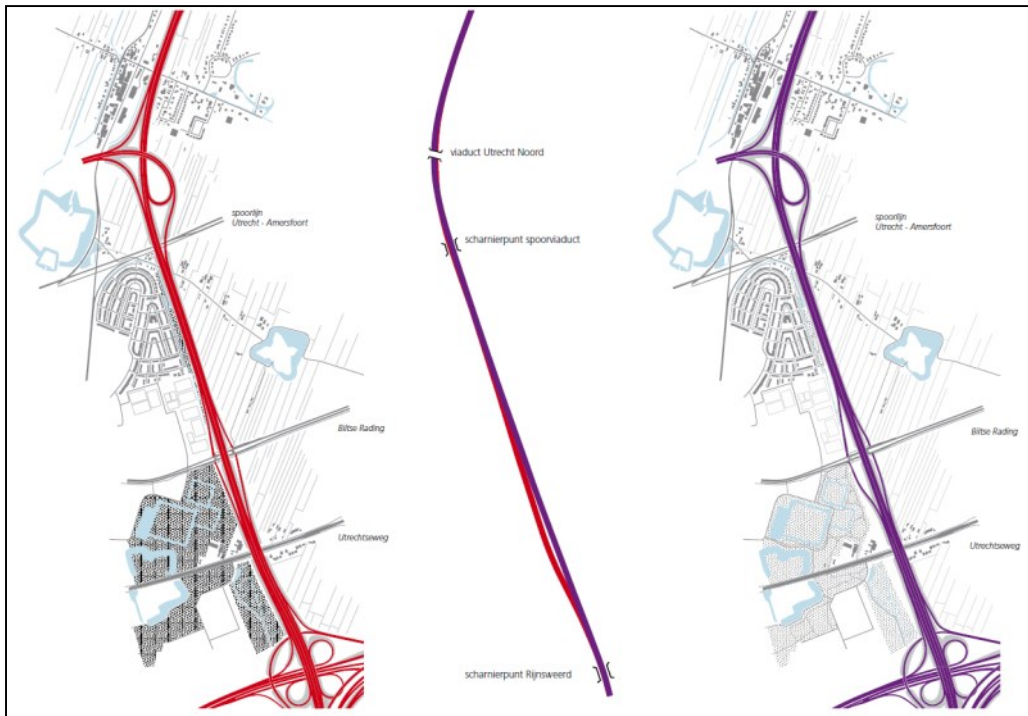 viaduct Utrecht Noord
spoorlijn
Utrecht - Amersfoort
scharnierpunt spoorviaduct
spoorlijn
Utrecht - Amersfoort
Biltse Rading
Biltse Rading
Utrechtseweg
Utrechtseweg
scharnierpunt Rijnsweerd